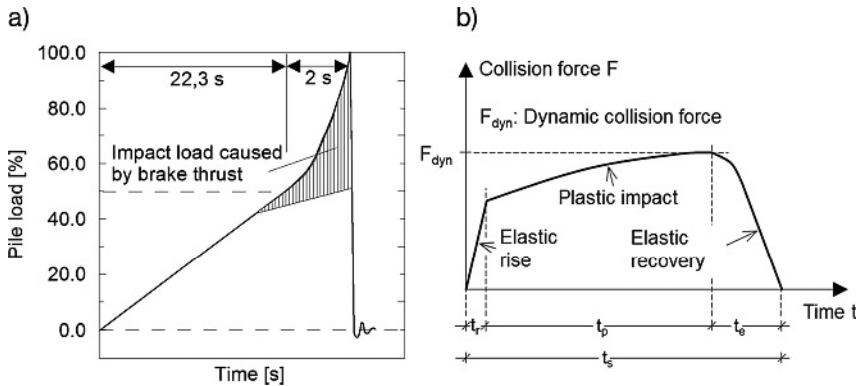 a)
100.0
80.0
60.0
40.0
20.0
0.0
Pile load [%]
22,3 s
2 s
Impact load caused
by brake thrust
Time [s]
b)
Collision force F
F_dyn: Dynamic collision force
F_dyn
Plastic impact
Elastic
rise
Elastic
recovery
Time t
t_r
t_p
t_e
t_s